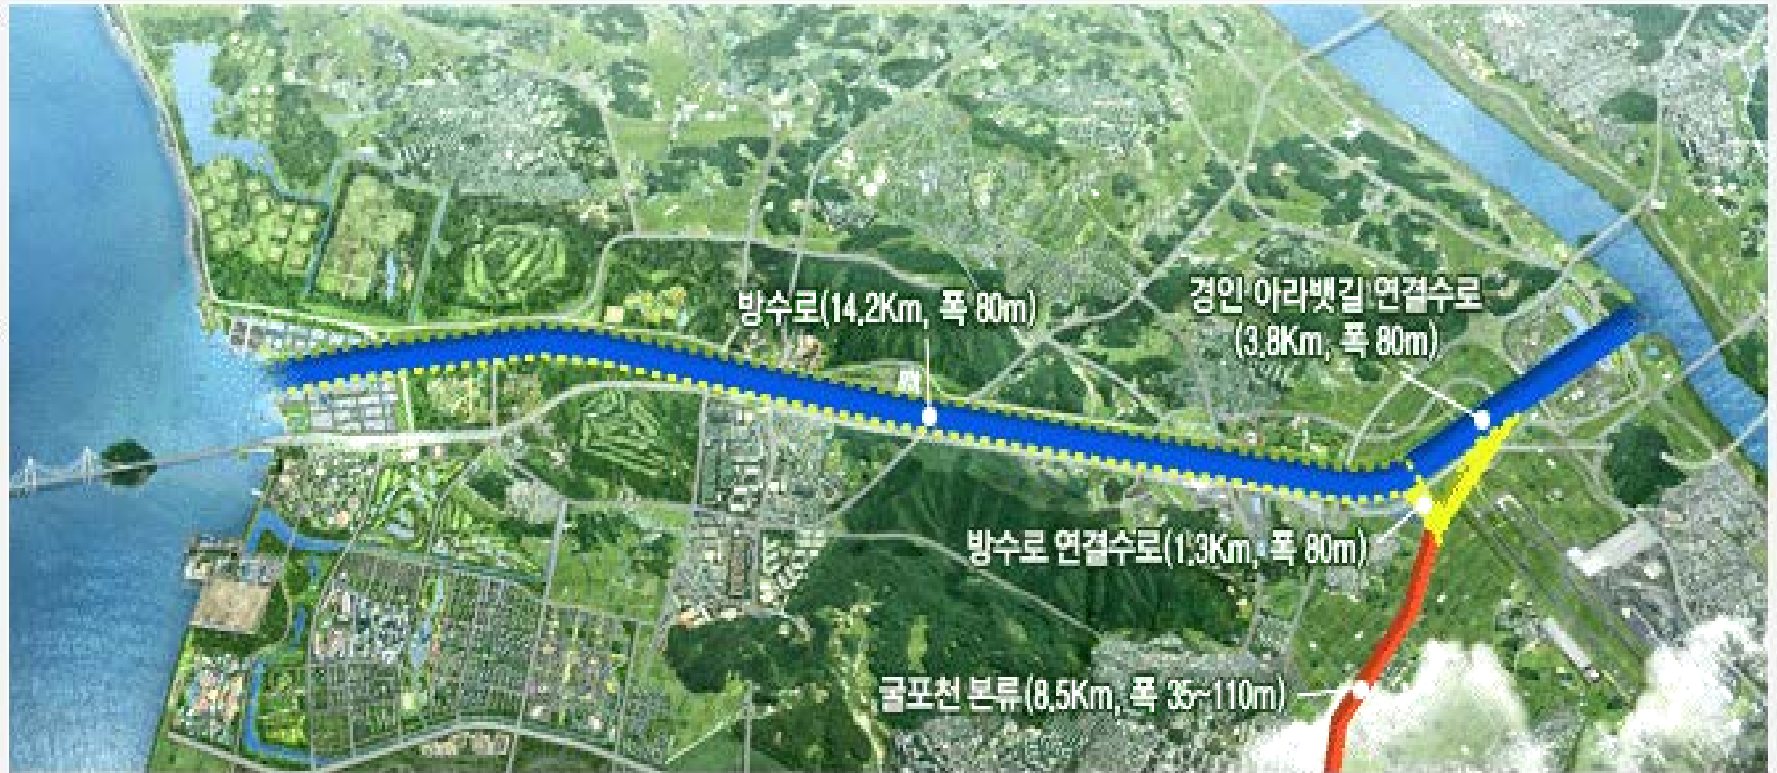 방수로(14.2Km, 폭 80m)
경인 아라뱃길 연결수로
(3.8Km, 폭 80m)
방수로 연결수로(1.3Km, 폭 80m)
굴포천 본류(8.5Km, 폭 35~110m)